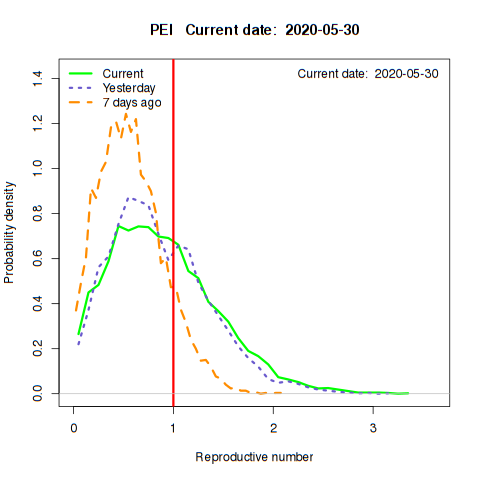 PEI   Current date:  2020-05-30
Current
Yesterday
7 days ago
Current date:  2020-05-30
Probability density
1.4
1.2
1.0
0.8
0.6
0.4
0.2
0.0
0 1 2 3
Reproductive number